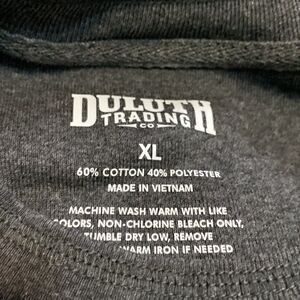 DULUTH
TRADING
CO
XL
60% COTTON 40% POLYESTER
MADE IN VIETNAM
MACHINE WASH WARM WITH LIKE
COLORS, NON-CHLORINE BLEACH ONLY,
TUMBLE DRY LOW, REMOVE
WARM IRON IF NEEDED